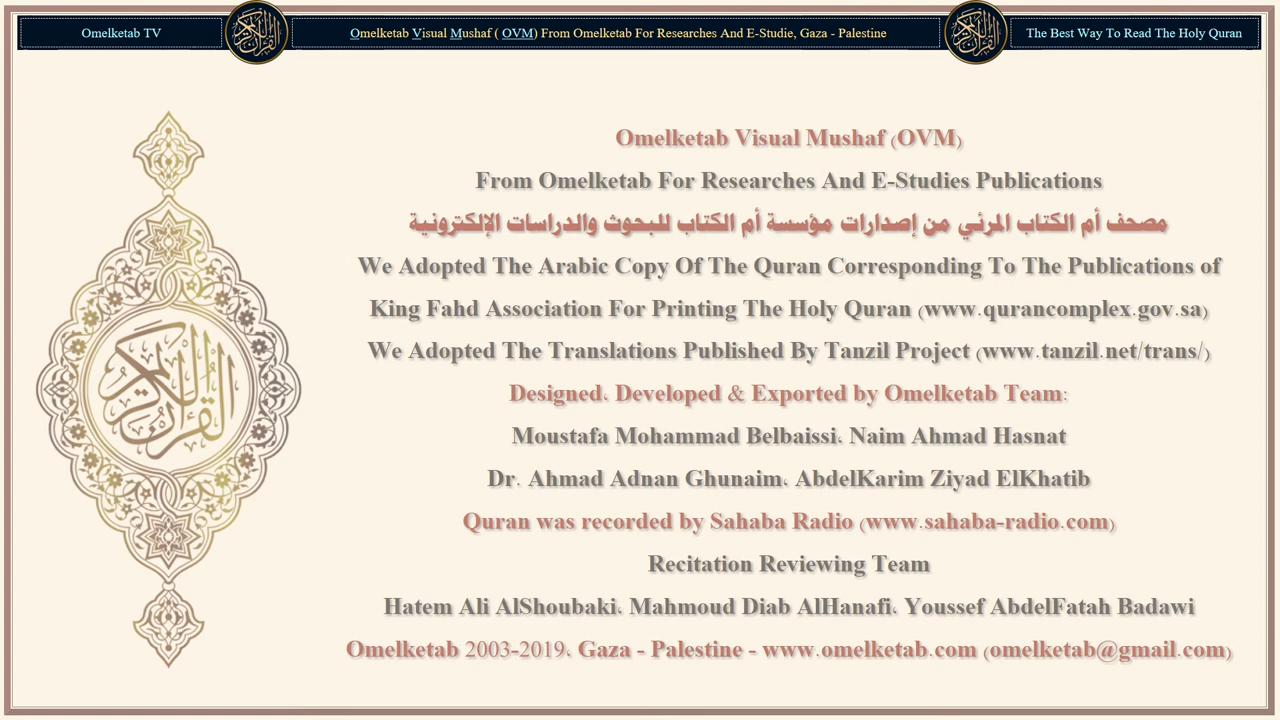 Omelketab TV
Omelketab Visual Mushaf ( OVM) From Omelketab For Researches And E-Studie, Gaza - Palestine
The Best Way To Read The Holy Quran
Omelketab Visual Mushaf (OVM)
From Omelketab For Researches And E-Studies Publications
مصحف أم الكتاب المرئي من إصدارات مؤسسة أم الكتاب للبحوث والدراسات الإلكترونية
We Adopted The Arabic Copy Of The Quran Corresponding To The Publications of
King Fahd Association For Printing The Holy Quran (www.qurancomplex.gov.sa)
We Adopted The Translations Published By Tanzil Project (www.tanzil.net/trans/)
Designed، Developed & Exported by Omelketab Team:
Moustafa Mohammad Belbaissi، Naim Ahmad Hasnat
Dr. Ahmad Adnan Ghunaim، AbdelKarim Ziyad ElKhatib
Quran was recorded by Sahaba Radio (www.sahaba-radio.com)
Recitation Reviewing Team
Hatem Ali AlShoubaki، Mahmoud Diab AlHanafi، Youssef AbdelFatah Badawi
Omelketab 2003-2019، Gaza - Palestine - www.omelketab.com (omelketab@gmail.com)
القرآن الكريم